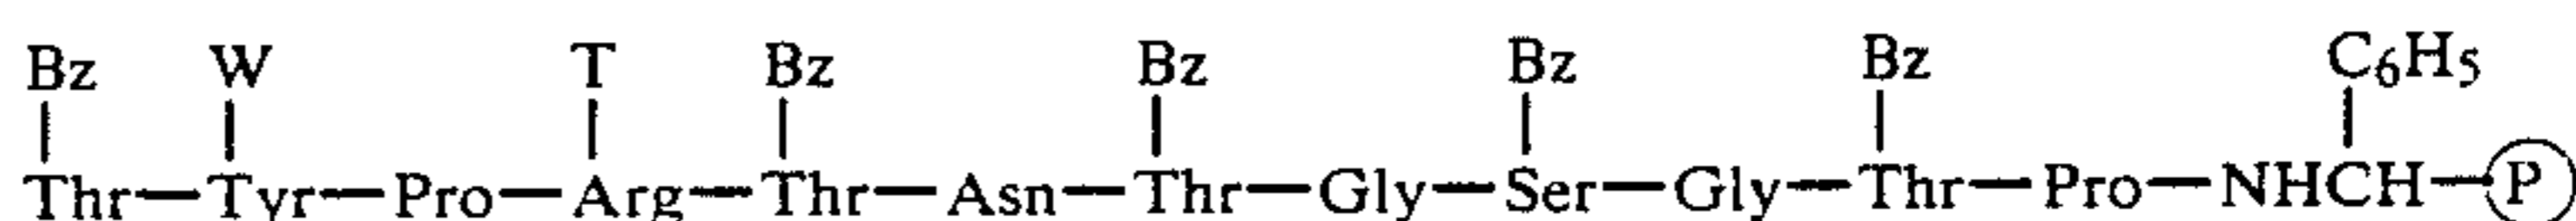 Bz W T Bz Bz Bz Bz C6H5
Thr—Tyr—Pro—Arg—Thr—Asn—Thr—Gly—Ser—Gly—Thr—Pro—NHCH—P